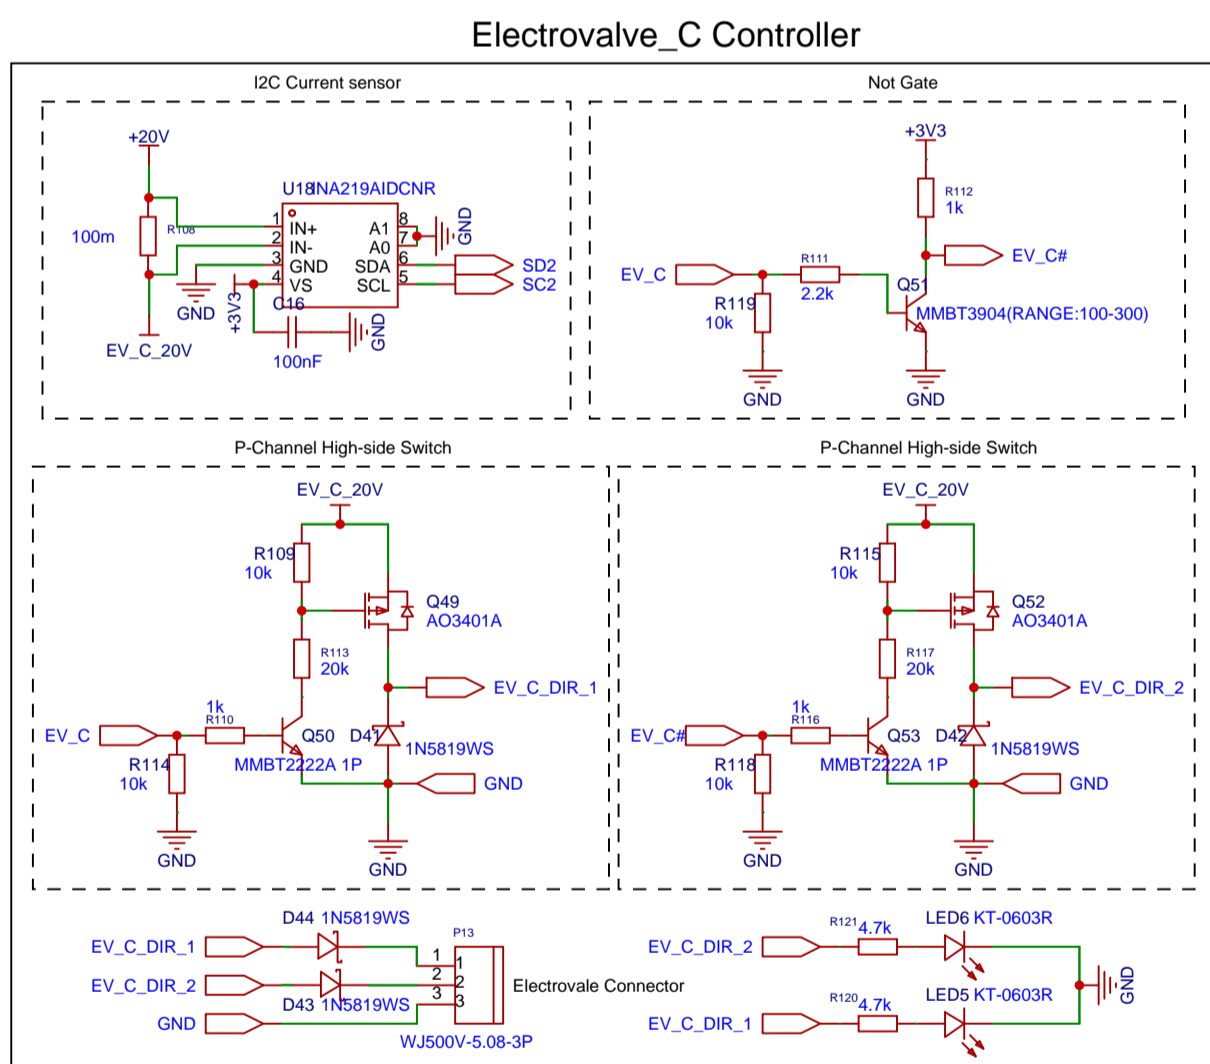 Electrovalve_C Controller
I2C Current sensor
+20V
100m
R108
EV_C_20V
U18
INA219AIDCNR
1
IN+
2
IN-
3
GND
4
VS
A1
8
A0
7
SDA
6
SCL
5
GND
SD2
SC2
GND
+3V3
C16
100nF
GND
Not Gate
+3V3
R112
1k
EV_C#
EV_C
R111
2.2k
R119
10k
Q51
MMBT3904(RANGE:100-300)
GND
GND
P-Channel High-side Switch
EV_C_20V
R109
10k
Q49
AO3401A
R113
20k
EV_C_DIR_1
EV_C
1k
R110
R114
10k
Q50
MMBT2222A 1P
D41
1N5819WS
GND
GND
GND
P-Channel High-side Switch
EV_C_20V
R115
10k
Q52
AO3401A
R117
20k
EV_C_DIR_2
EV_C#
1k
R116
R118
10k
Q53
MMBT2222A 1P
D42
1N5819WS
GND
GND
GND
D44 1N5819WS
EV_C_DIR_1
EV_C_DIR_2
D43 1N5819WS
GND
P13
1
1
2
2
3
3
Electrovale Connector
WJ500V-5.08-3P
EV_C_DIR_2
R121
4.7k
LED6 KT-0603R
EV_C_DIR_1
R120
4.7k
LED5 KT-0603R
GND